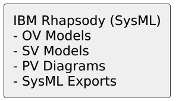 IBM Rhapsody (SysML)
- OV Models
- SV Models
- PV Diagrams
- SysML Exports